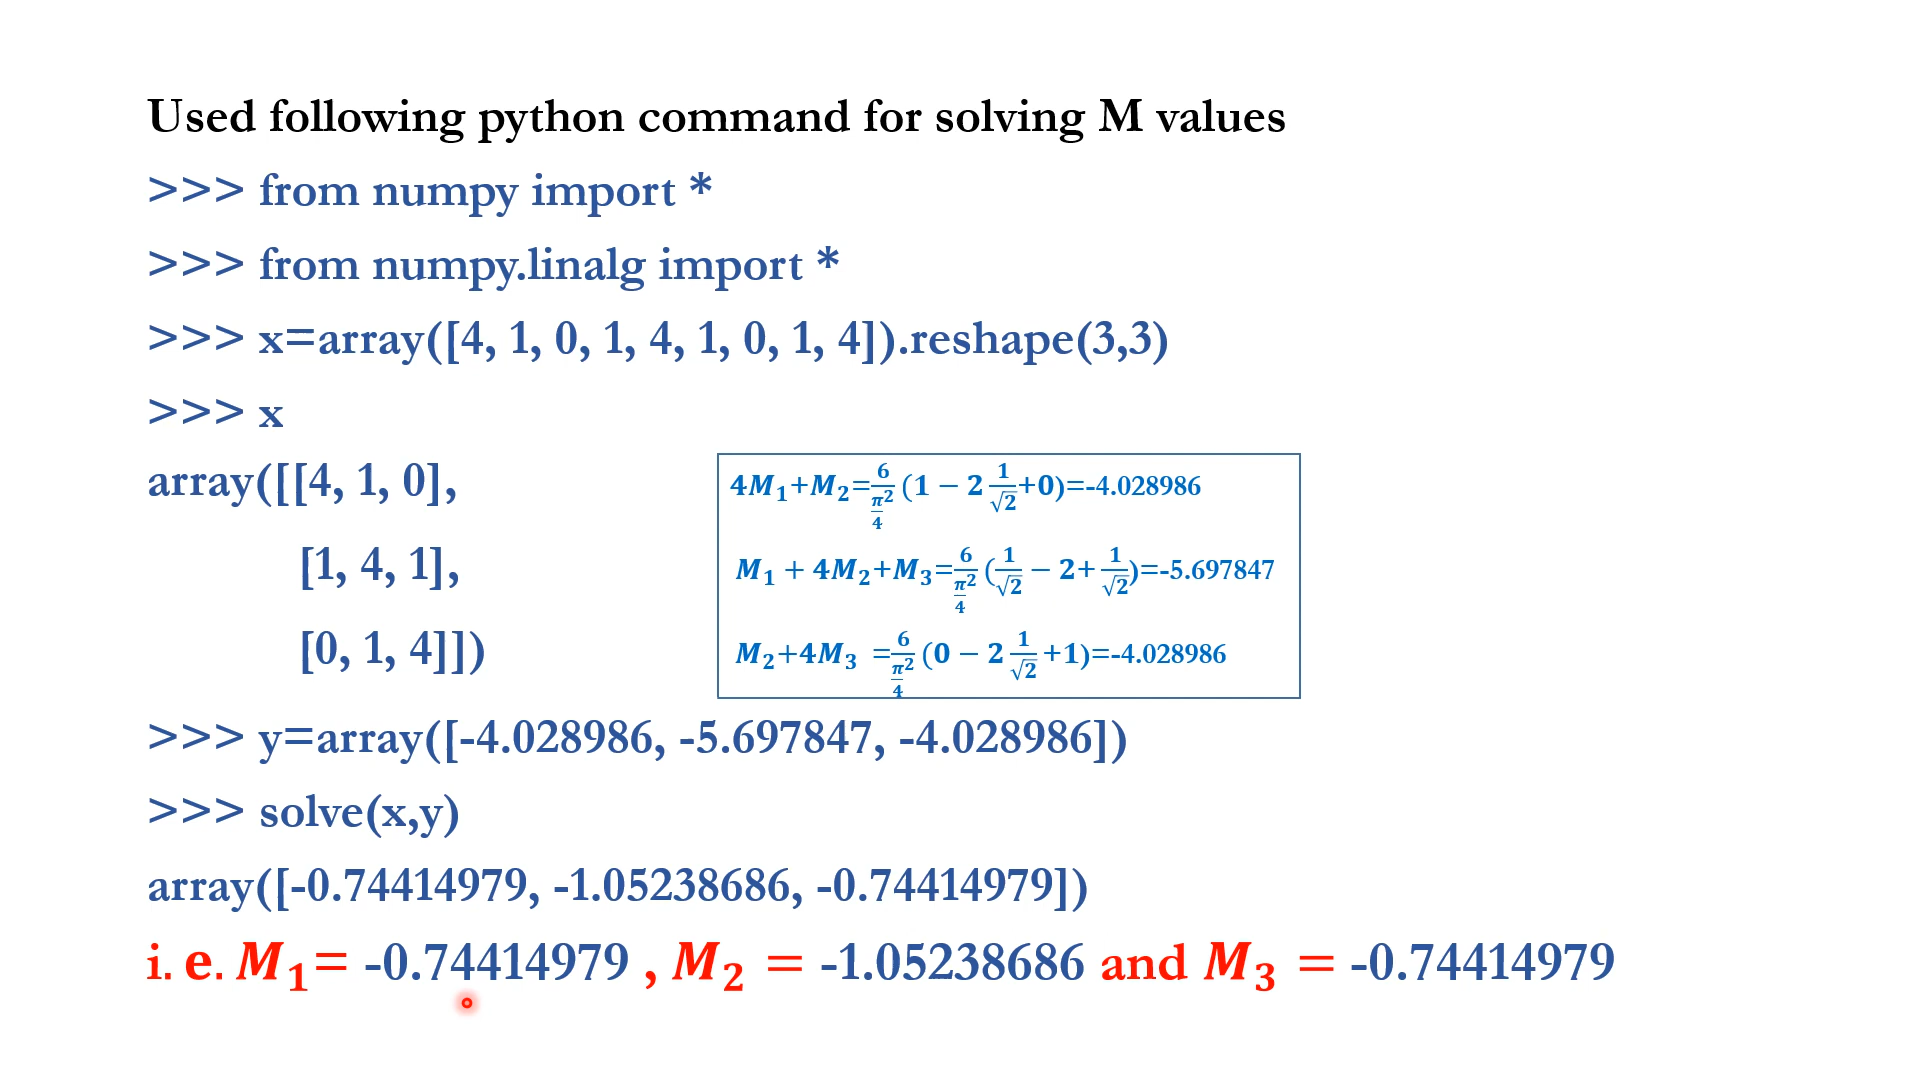 Used following python command for solving M values
>>> from numpy import *
>>> from numpy.linalg import *
>>> x=array([4, 1, 0, 1, 4, 1, 0, 1, 4]).reshape(3,3)
>>> x
array([[4, 1, 0],
[1, 4, 1],
[0, 1, 4]])
4M₁+M₂=6/(π/4)² (1 − 2 1/√2+0)=-4.028986
M₁ + 4M₂+M₃=6/(π/4)² (1/√2 − 2+1/√2)=-5.697847
M₂+4M₃ =6/(π/4)² (0 − 2 1/√2 +1)=-4.028986
>>> y=array([-4.028986, -5.697847, -4.028986])
>>> solve(x,y)
array([-0.74414979, -1.05238686, -0.74414979])
i. e. M₁= -0.74414979 , M₂ = -1.05238686 and M₃ = -0.74414979